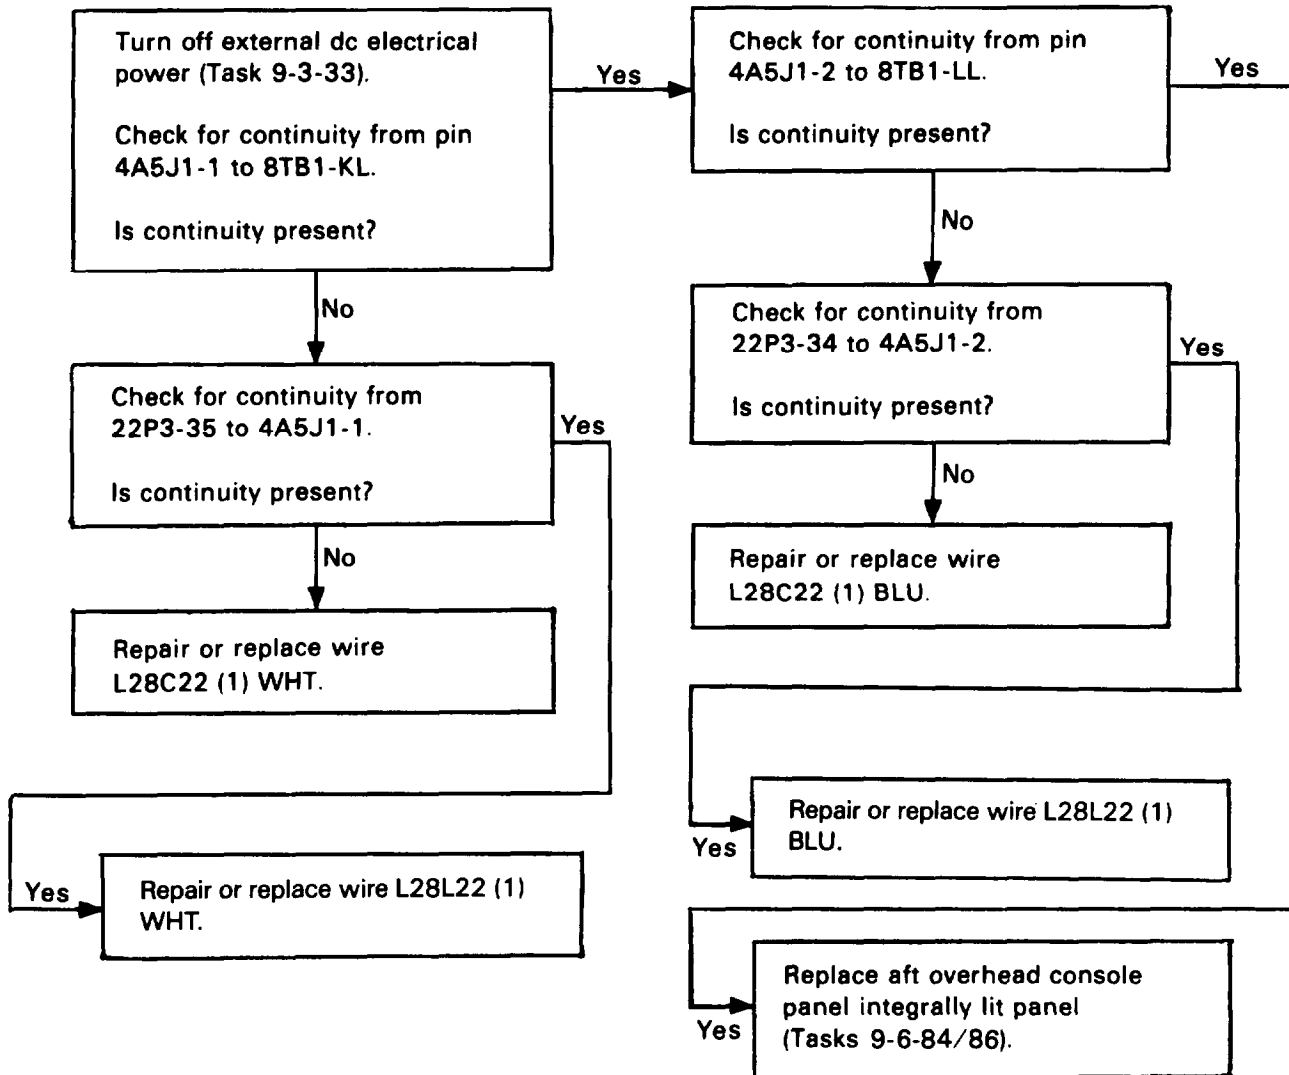 Turn off external dc electrical
power (Task 9-3-33).
Check for continuity from pin
4A5J1-1 to 8TB1-KL.
Is continuity present?
Yes
No
Check for continuity from
22P3-35 to 4A5J1-1.
Is continuity present?
Yes
No
Repair or replace wire
L28C22 (1) WHT.
Yes
Repair or replace wire L28L22 (1)
WHT.
Check for continuity from pin
4A5J1-2 to 8TB1-LL.
Is continuity present?
Yes
No
Check for continuity from
22P3-34 to 4A5J1-2.
Is continuity present?
Yes
No
Repair or replace wire
L28C22 (1) BLU.
Yes
Repair or replace wire L28L22 (1)
BLU.
Yes
Replace aft overhead console
panel integrally lit panel
(Tasks 9-6-84/86).